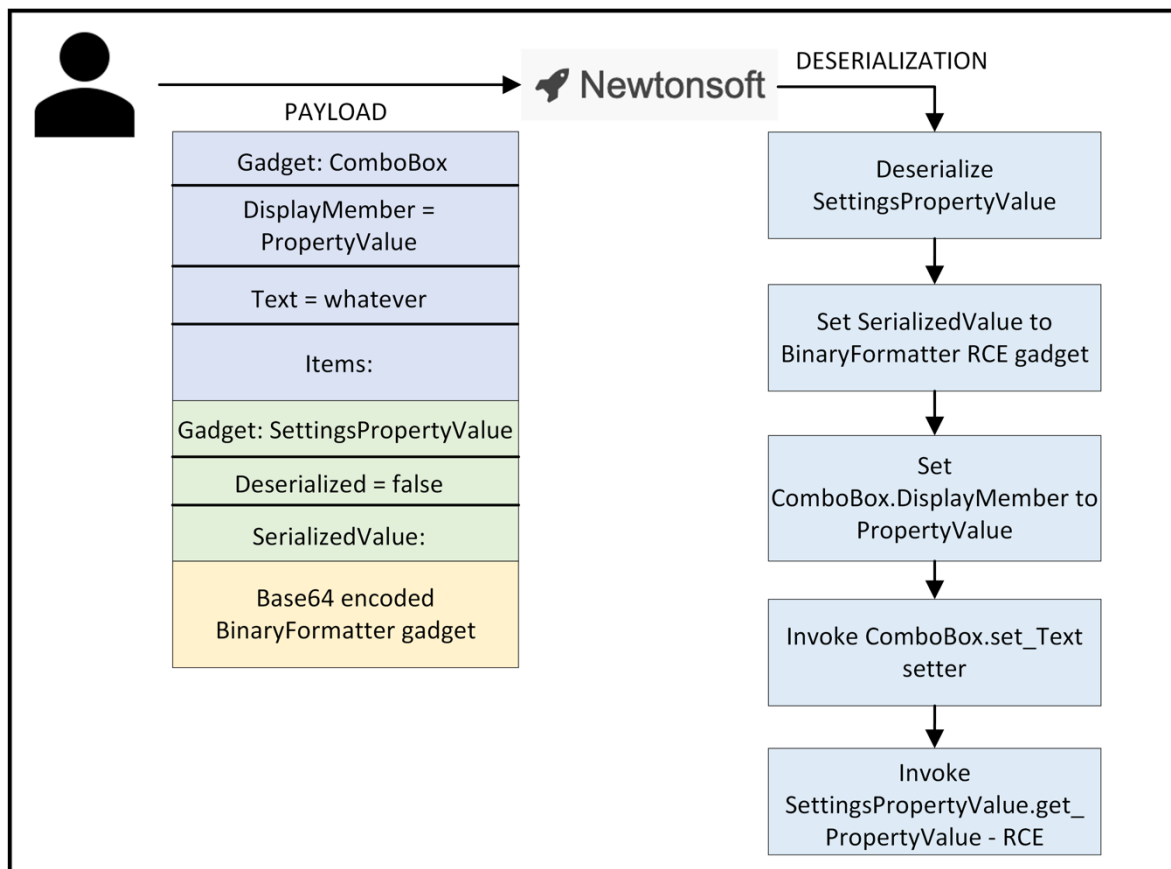 Newtonsoft
DESERIALIZATION
PAYLOAD
Gadget: ComboBox
DisplayMember =
PropertyValue
Text = whatever
Items:
Gadget: SettingsPropertyValue
Deserialized = false
SerializedValue:
Base64 encoded
BinaryFormatter gadget
Deserialize
SettingsPropertyValue
Set SerializedValue to
BinaryFormatter RCE gadget
Set
ComboBox.DisplayMember to
PropertyValue
Invoke ComboBox.set_Text
setter
Invoke
SettingsPropertyValue.get_
PropertyValue - RCE